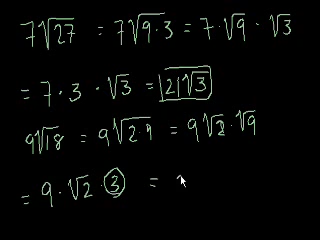 7√27 = 7√9·3 = 7·√9·√3
= 7·3·√3 = 21√3
9√18 = 9√2·9 = 9√2·√9
= 9·√2·3 =